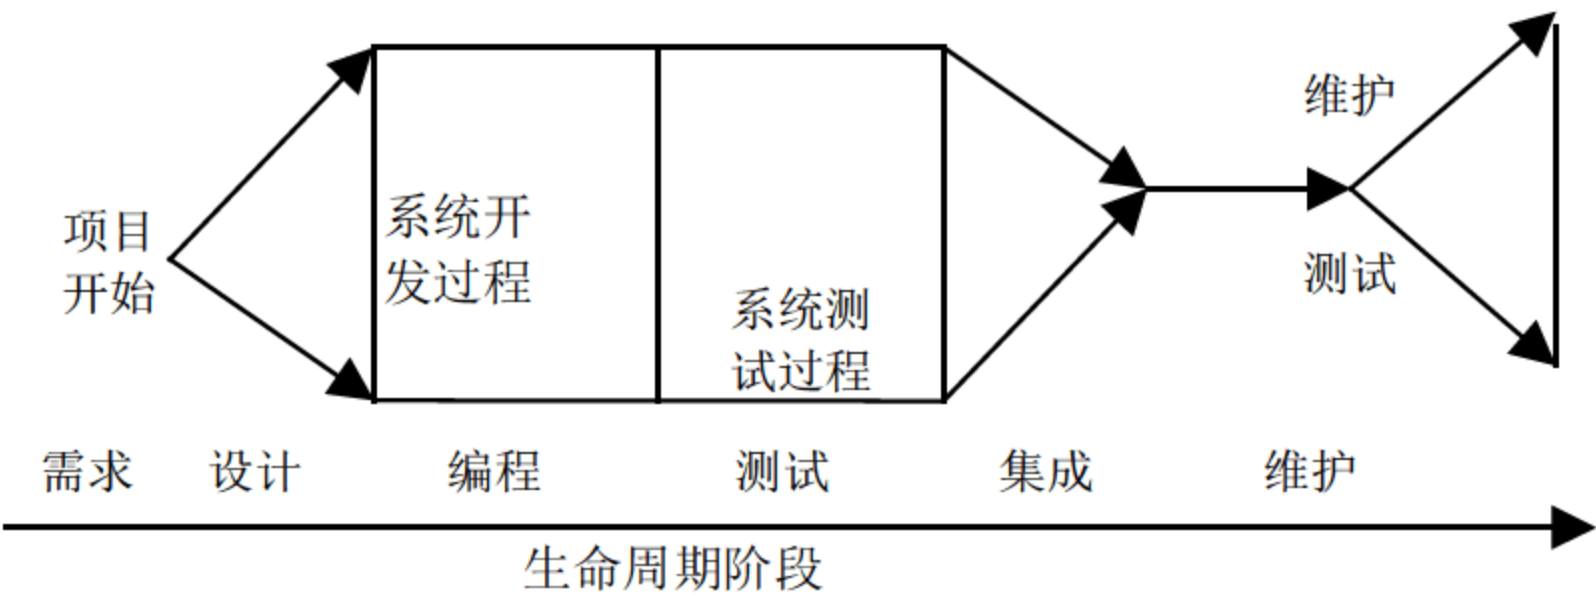 项目
开始
系统开
发过程
系统测
试过程
维护
测试
需求
设计
编程
测试
集成
维护
生命周期阶段